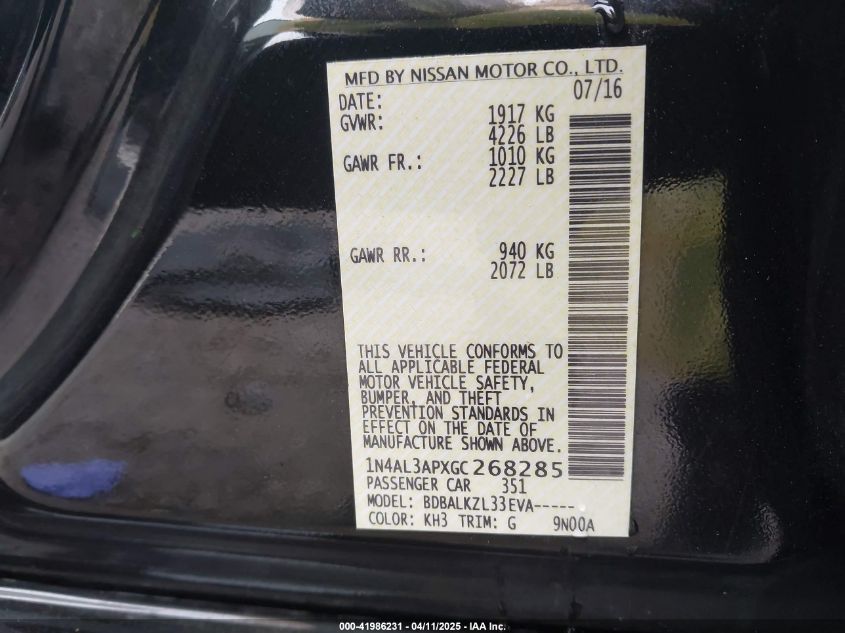 MFD BY NISSAN MOTOR CO., LTD.
DATE: 07/16
GVWR: 1917 KG
4226 LB
GAWR FR.: 1010 KG
2227 LB
GAWR RR.: 940 KG
2072 LB
THIS VEHICLE CONFORMS TO
ALL APPLICABLE FEDERAL
MOTOR VEHICLE SAFETY,
BUMPER, AND THEFT
PREVENTION STANDARDS IN
EFFECT ON THE DATE OF
MANUFACTURE SHOWN ABOVE.
1N4AL3APXGC268285
PASSENGER CAR 351
MODEL: BDBALKZL33EVA-----
COLOR: KH3 TRIM: G 9N00A
000-41986231 - 04/11/2025 - IAA Inc.